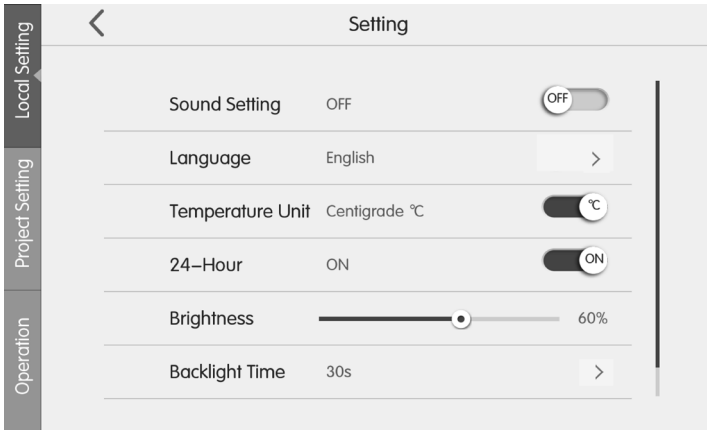 Setting
Local Setting
Project Setting
Operation
Sound Setting OFF OFF
Language English
Temperature Unit Centigrade ℃ ℃
24-Hour ON ON
Brightness 60%
Backlight Time 30s